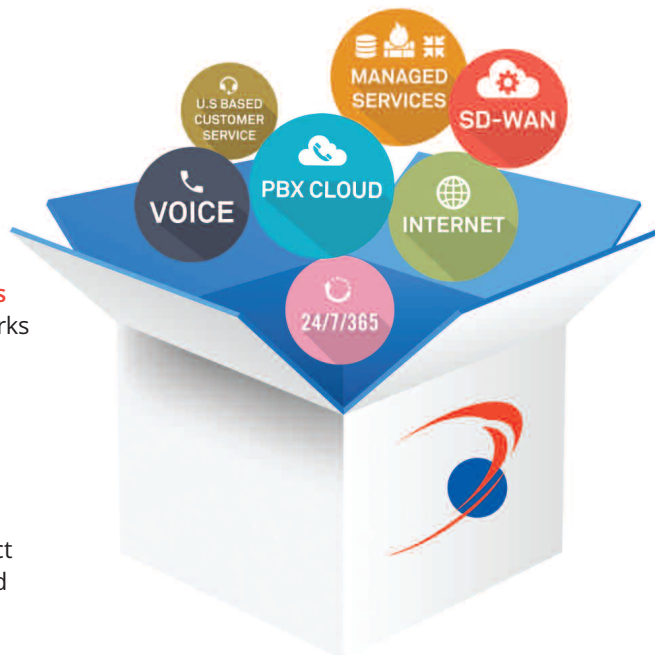 MANAGED
SERVICES
U.S BASED
CUSTOMER
SERVICE
SD-WAN
PBX CLOUD
VOICE
INTERNET
24/7/365
s
rks
ct
d